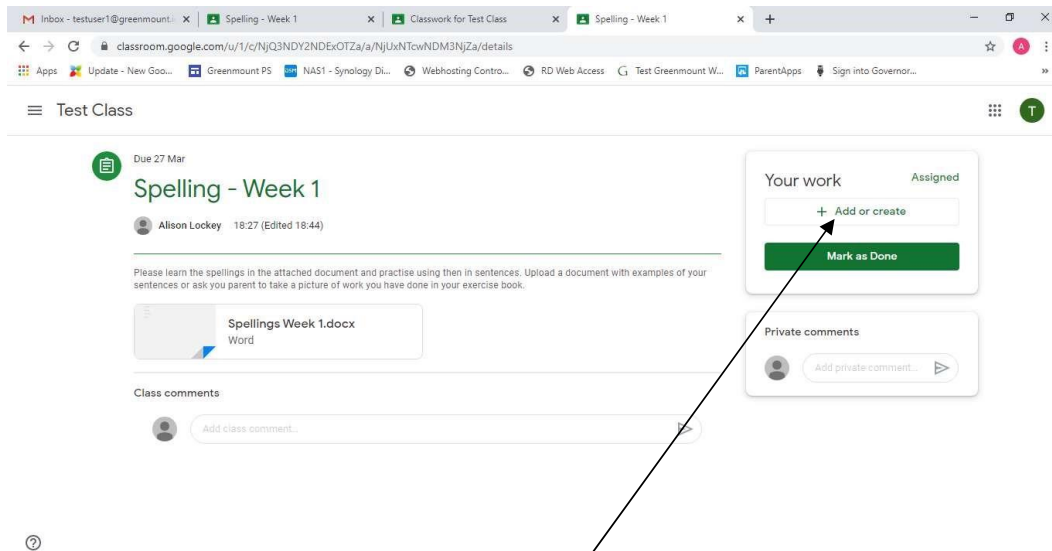 Inbox - testuser1@greenmount
Spelling - Week 1
Classwork for Test Class
Spelling - Week 1
classroom.google.com/u/1/c/NjQ3NDY2NDExOTZa/a/NjUxNTcwNDM3NjZa/details
A
Apps
Update - New Goo...
Greenmount PS
DSM
NAS1 - Synology Di...
Webhosting Contro...
RD Web Access
Test Greenmount W...
ParentApps
Sign into Governor...
Test Class
T
Due 27 Mar
Spelling - Week 1
Alison Lockey 18:27 (Edited 18:44)
Please learn the spellings in the attached document and practise using then in sentences. Upload a document with examples of your
sentences or ask you parent to take a picture of work you have done in your exercise book.
Spellings Week 1.docx
Word
Class comments
Add class comment...
Your work Assigned
+ Add or create
Mark as Done
Private comments
Add private comment...